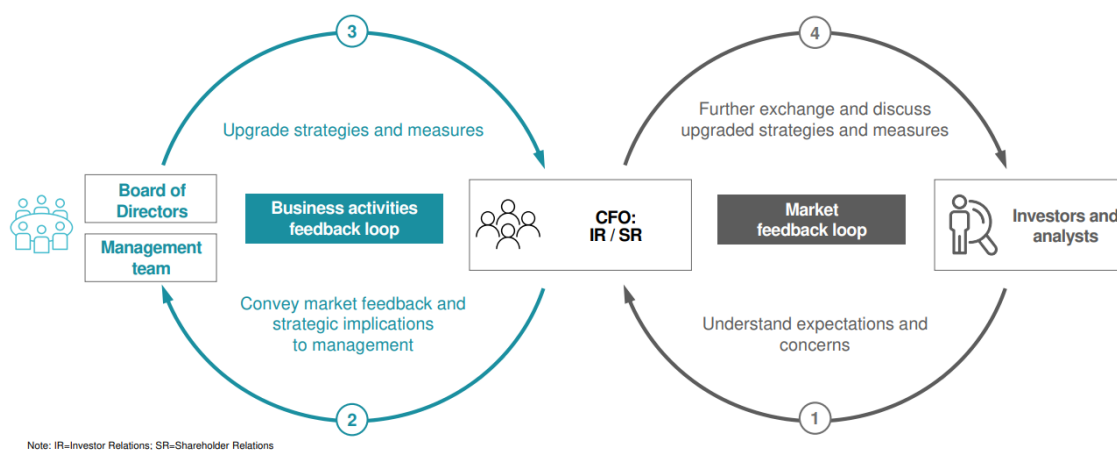 3
4
Upgrade strategies and measures
Further exchange and discuss
upgraded strategies and measures
Board of
Directors
Management
team
Business activities
feedback loop
CFO:
IR / SR
Market
feedback loop
Investors and
analysts
Convey market feedback and
strategic implications
to management
Understand expectations and
concerns
2
1
Note: IR=Investor Relations; SR=Shareholder Relations